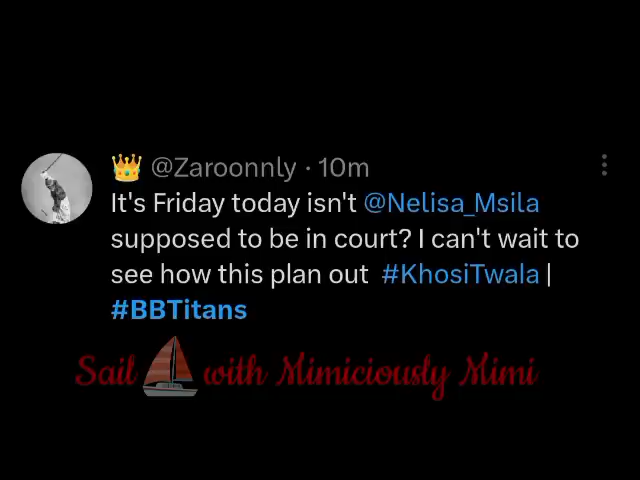 👑 @Zaroonnly · 10m
It's Friday today isn't @Nelisa_Msila
supposed to be in court? I can't wait to
see how this plan out #KhosiTwala |
#BBTitans
Sail with Mimiciously Mimi